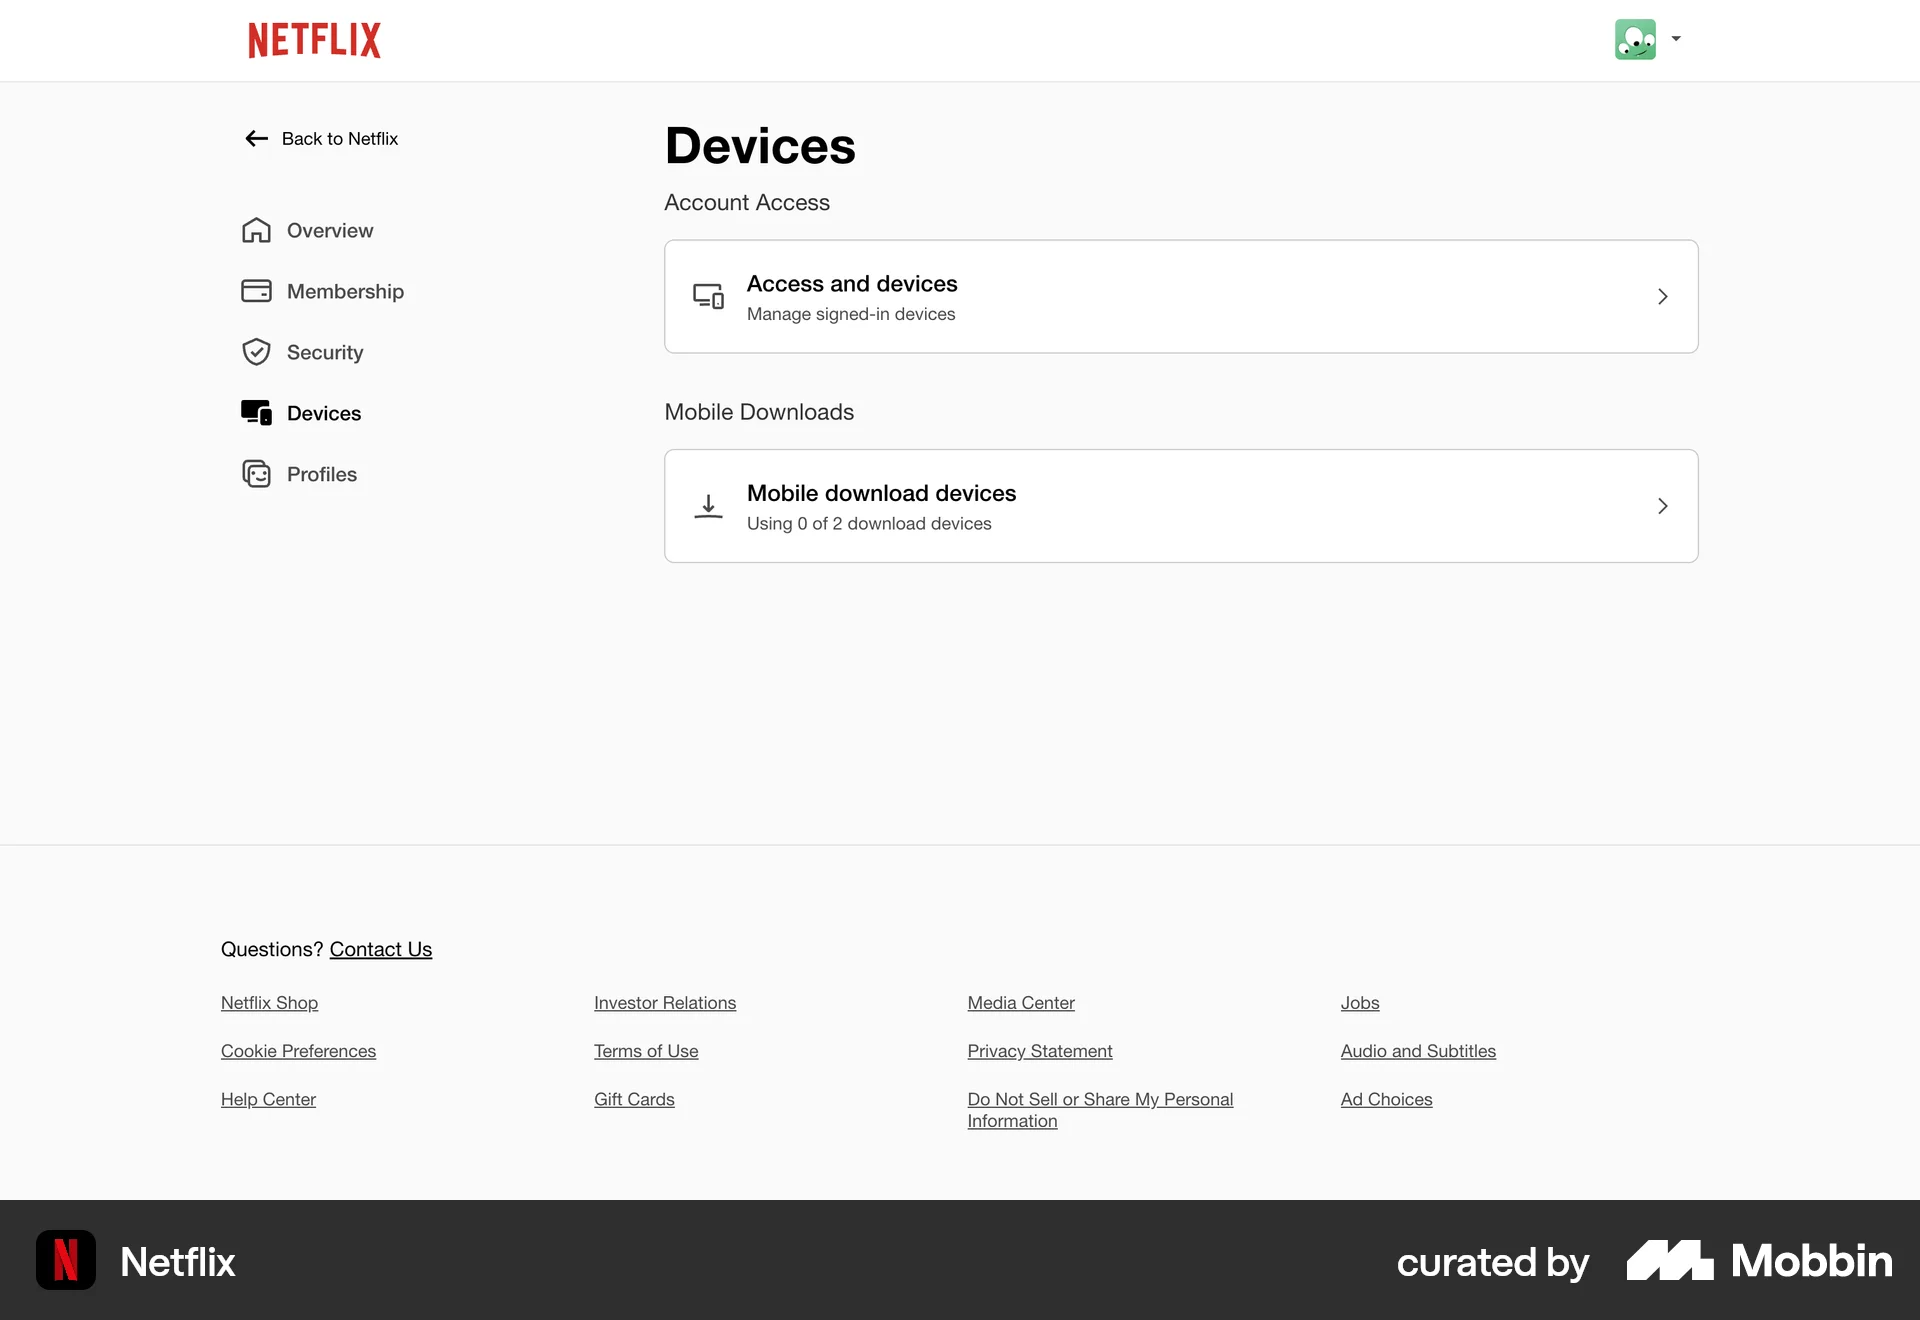 NETFLIX
Back to Netflix
Overview
Membership
Security
Devices
Profiles
Devices
Account Access
Access and devices
Manage signed-in devices
Mobile Downloads
Mobile download devices
Using 0 of 2 download devices
Questions? Contact Us
Netflix Shop
Investor Relations
Media Center
Jobs
Cookie Preferences
Terms of Use
Privacy Statement
Audio and Subtitles
Help Center
Gift Cards
Do Not Sell or Share My Personal
Information
Ad Choices
N
Netflix
curated by
Mobbin